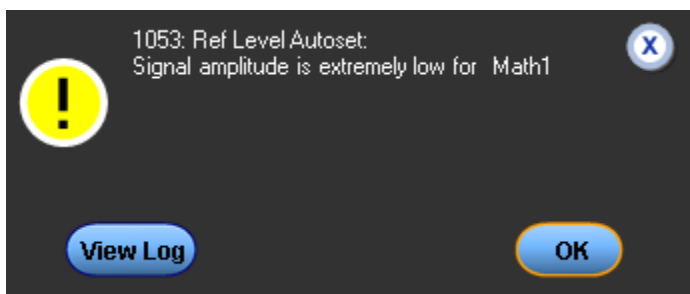 1053: Ref Level Autoset:
Signal amplitude is extremely low for Math1
X
!
View Log
OK